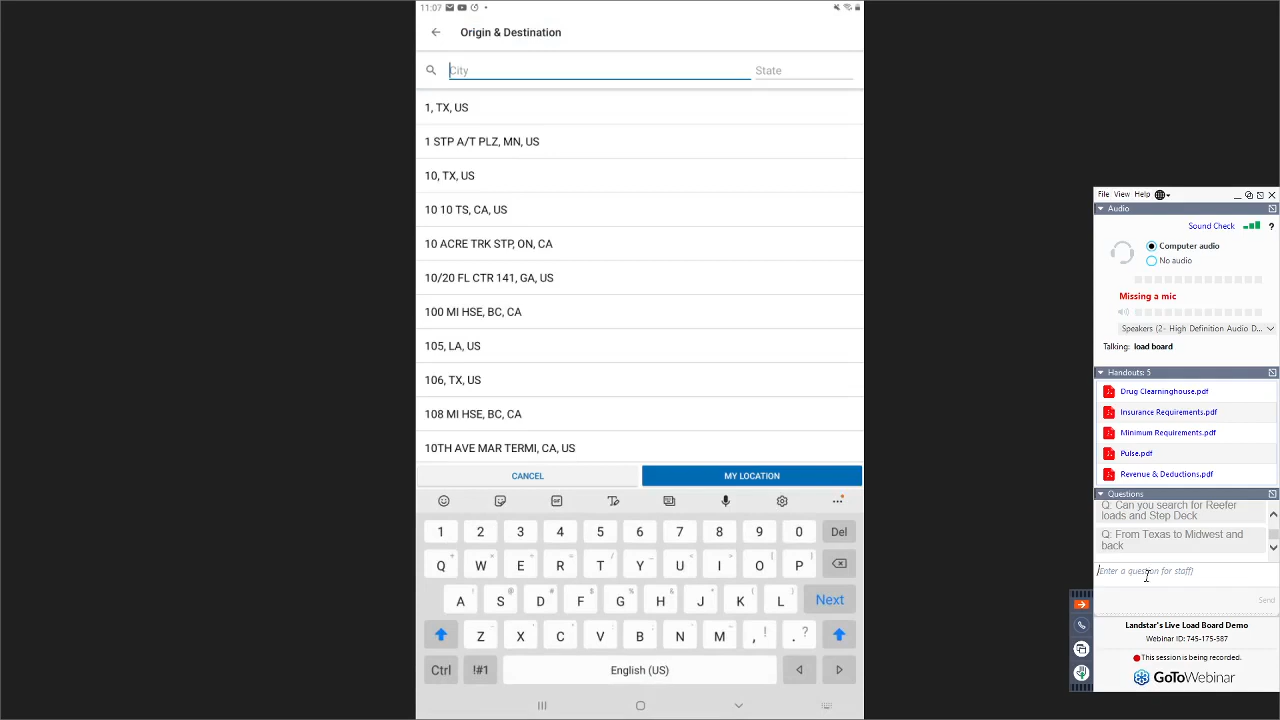 11:07
Origin & Destination
City
State
1, TX, US
1 STP A/T PLZ, MN, US
10, TX, US
10 10 TS, CA, US
10 ACRE TRK STP, ON, CA
10/20 FL CTR 141, GA, US
100 MI HSE, BC, CA
105, LA, US
106, TX, US
108 MI HSE, BC, CA
10TH AVE MAR TERMI, CA, US
CANCEL
MY LOCATION
1 2 3 4 5 6 7 8 9 0 Del
Q W E R T Y U I O P
A S D F G H J K L Next
Z X C V B N M , ! . ?
Ctrl !#1 English (US)
File View Help
Audio
Sound Check ?
Computer audio
No audio
Missing a mic
Speakers (2- High Definition Audio D...
Talking: load board
Handouts: 5
Drug Clearninghouse.pdf
Insurance Requirements.pdf
Minimum Requirements.pdf
Pulse.pdf
Revenue & Deductions.pdf
Questions
Q: Can you search for Reefer
loads and Step Deck
Q: From Texas to Midwest and
back
[Enter a question for staff]
Send
Landstar's Live Load Board Demo
Webinar ID: 745-175-587
This session is being recorded.
GoToWebinar